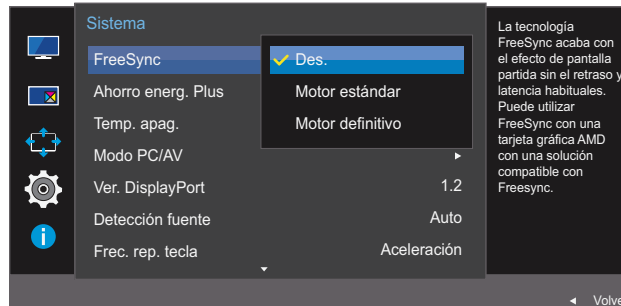 Sistema
FreeSync
Des.
Ahorro energ. Plus
Motor estándar
Temp. apag.
Motor definitivo
Modo PC/AV
Ver. DisplayPort 1.2
Detección fuente Auto
Frec. rep. tecla Aceleración
La tecnología
FreeSync acaba con
el efecto de pantalla
partida sin el retraso y
latencia habituales.
Puede utilizar
FreeSync con una
tarjeta gráfica AMD
con una solución
compatible con
Freesync.
Volve